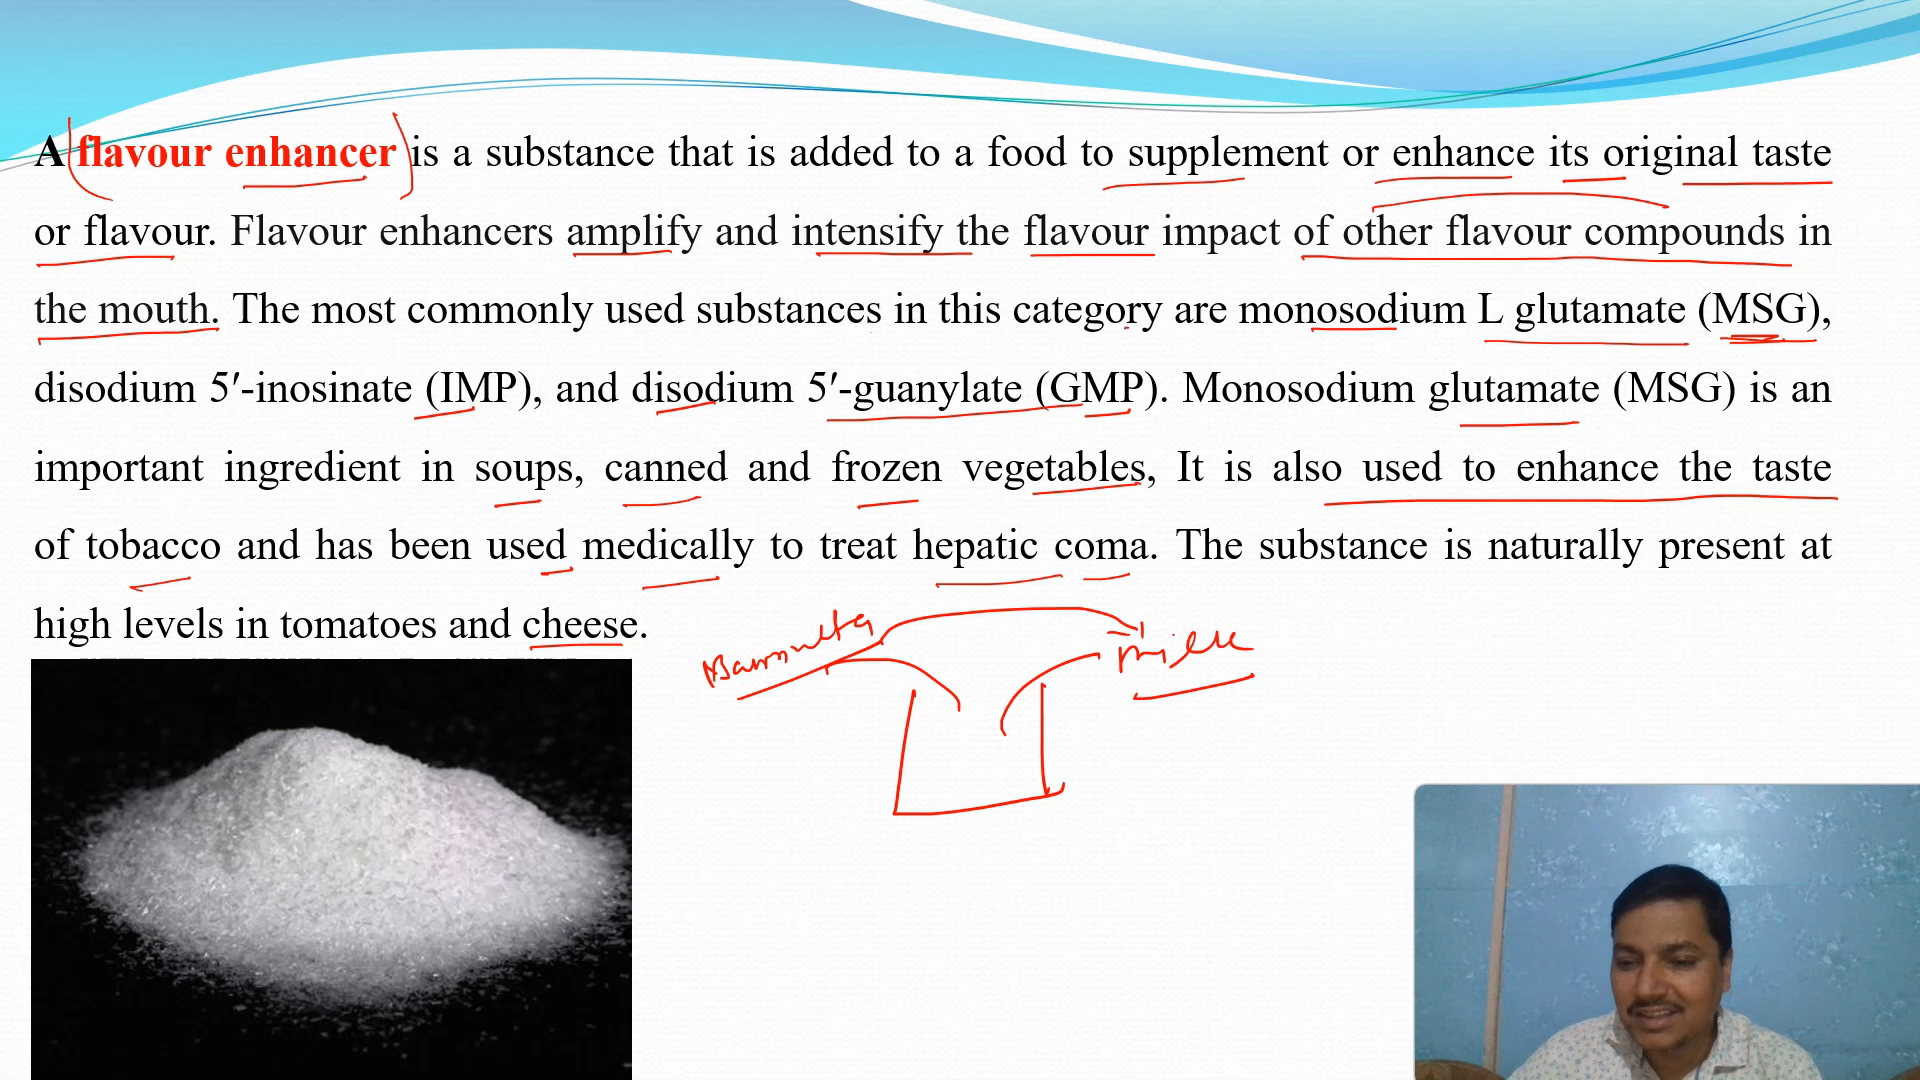 A flavour enhancer is a substance that is added to a food to supplement or enhance its original taste
or flavour. Flavour enhancers amplify and intensify the flavour impact of other flavour compounds in
the mouth. The most commonly used substances in this category are monosodium L glutamate (MSG),
disodium 5′-inosinate (IMP), and disodium 5′-guanylate (GMP). Monosodium glutamate (MSG) is an
important ingredient in soups, canned and frozen vegetables, It is also used to enhance the taste
of tobacco and has been used medically to treat hepatic coma. The substance is naturally present at
high levels in tomatoes and cheese.
milk